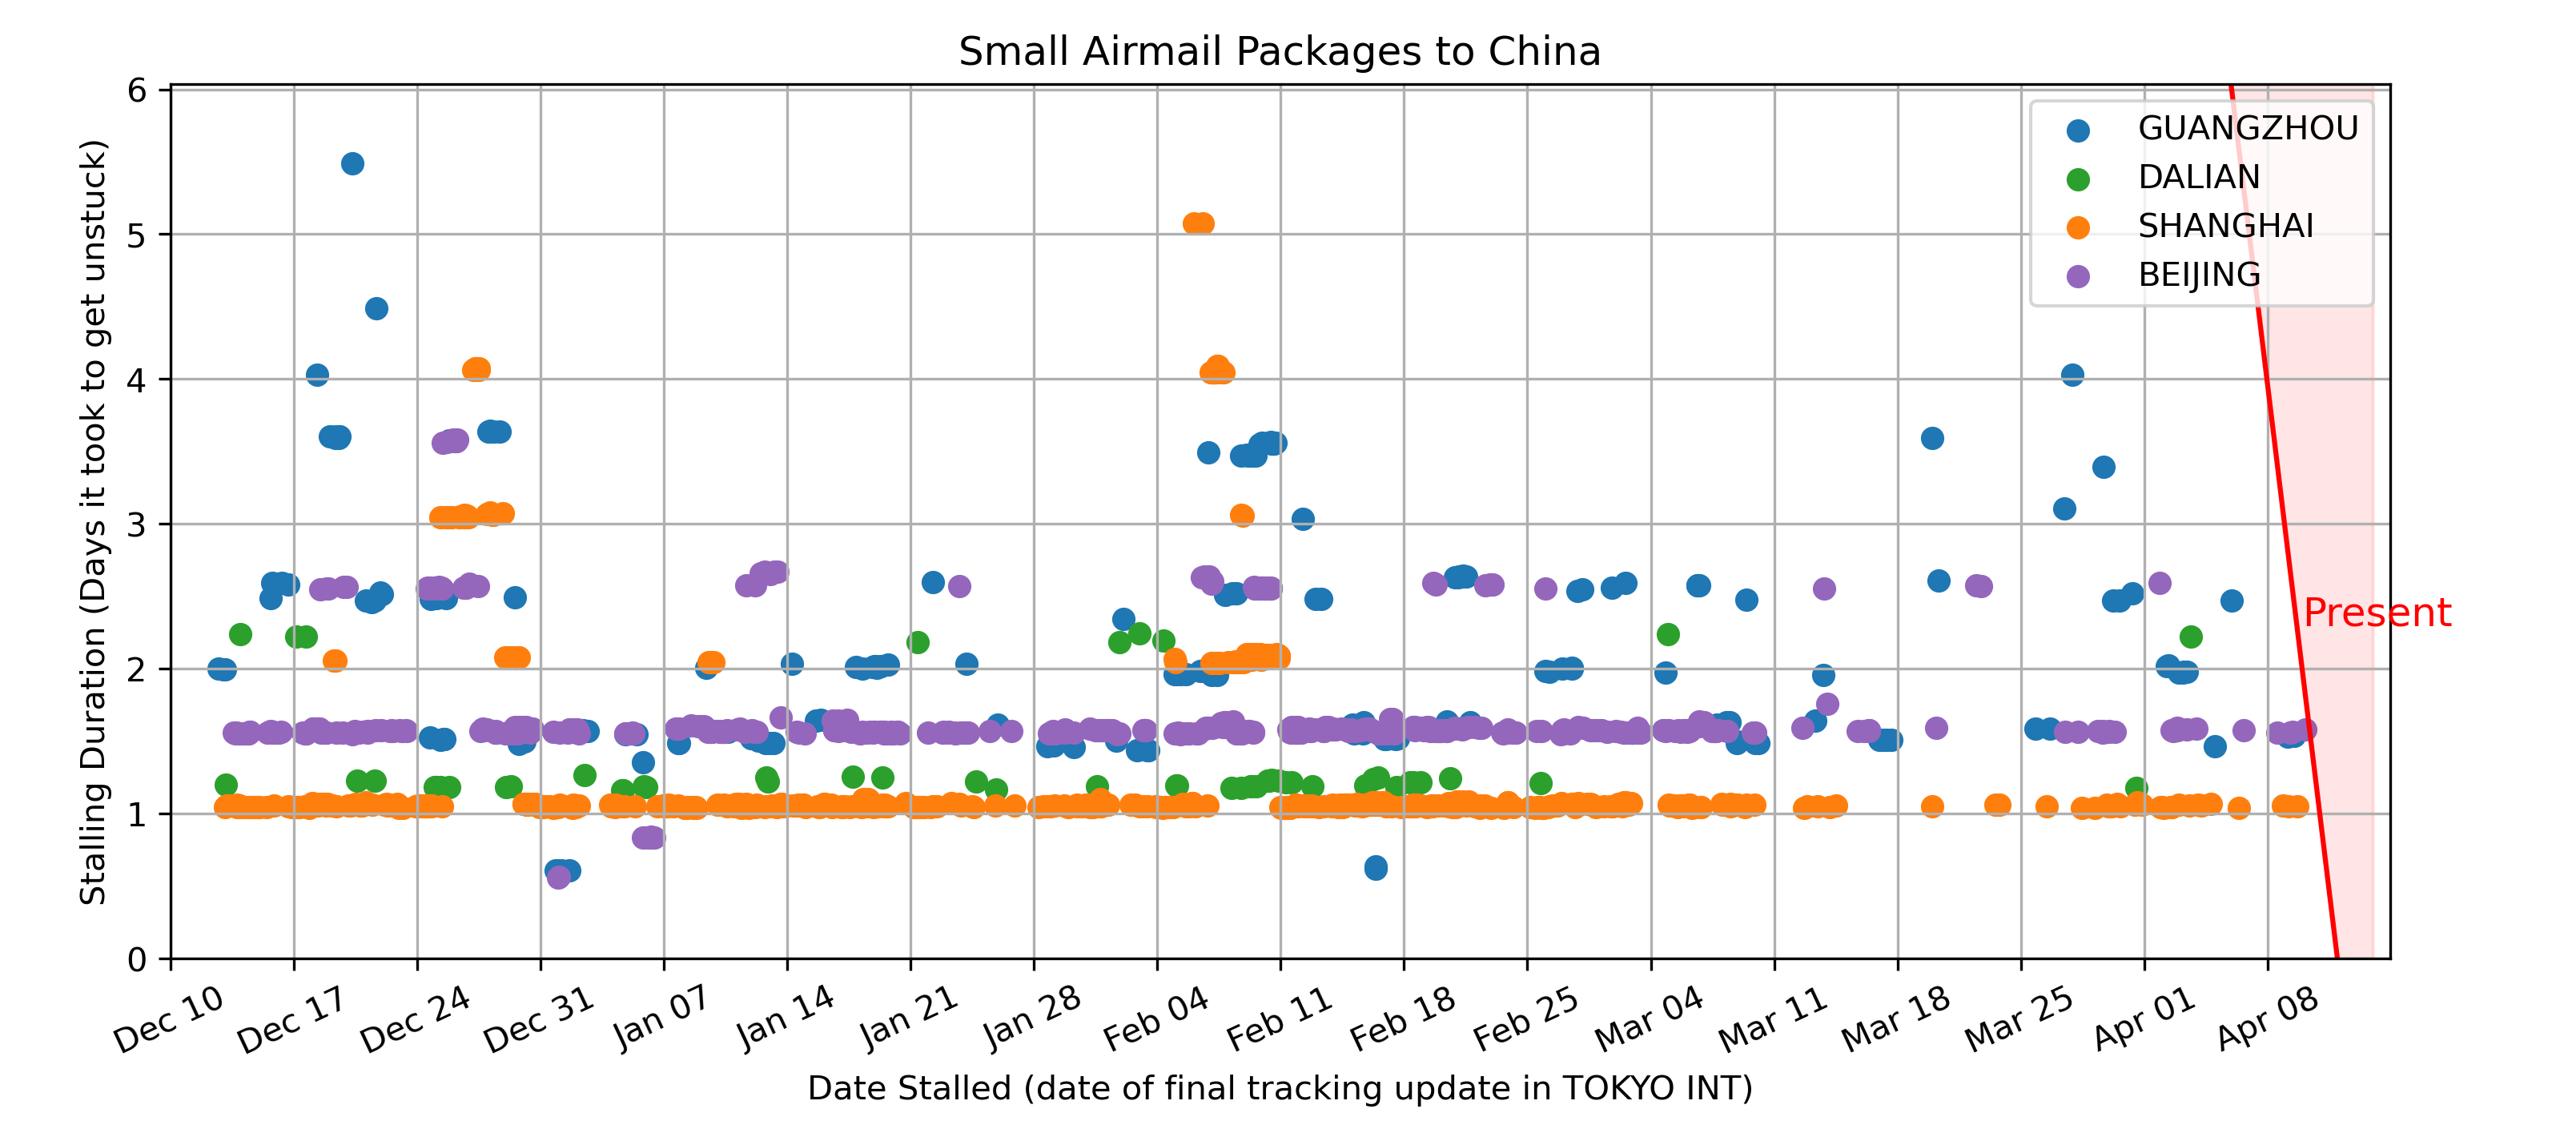 Small Airmail Packages to China
Stalling Duration (Days it took to get unstuck)
6
5
4
3
2
1
0
GUANGZHOU
DALIAN
SHANGHAI
BEIJING
Present
Dec 10
Dec 17
Dec 24
Dec 31
Jan 07
Jan 14
Jan 21
Jan 28
Feb 04
Feb 11
Feb 18
Feb 25
Mar 04
Mar 11
Mar 18
Mar 25
Apr 01
Apr 08
Date Stalled (date of final tracking update in TOKYO INT)